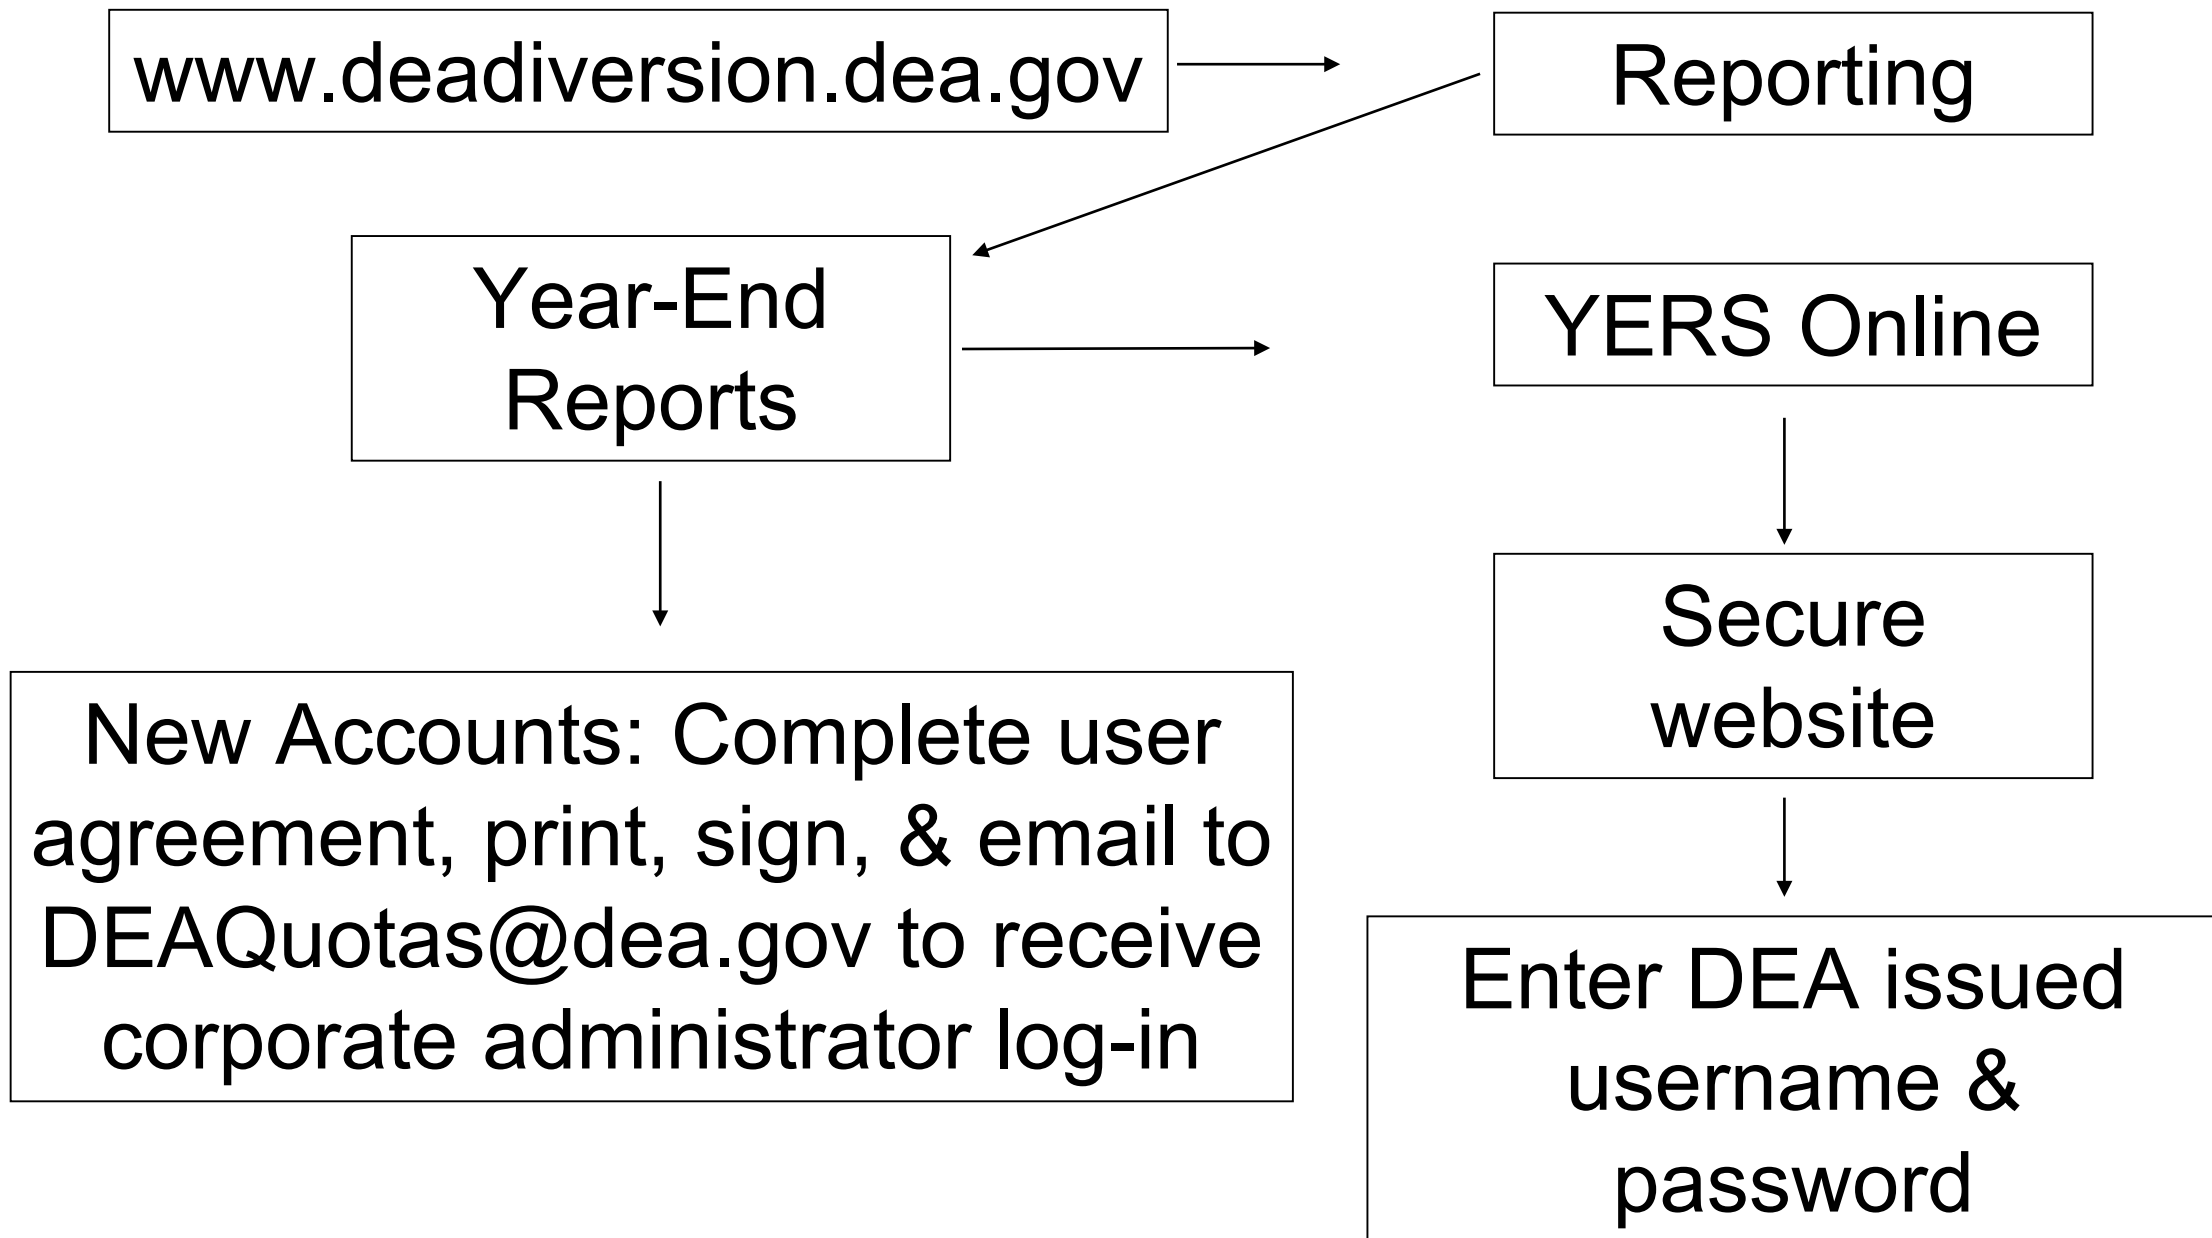 www.deadiversion.dea.gov
Reporting
Year-End
Reports
YERS Online
New Accounts: Complete user
agreement, print, sign, & email to
DEAQuotas@dea.gov to receive
corporate administrator log-in
Secure
website
Enter DEA issued
username &
password